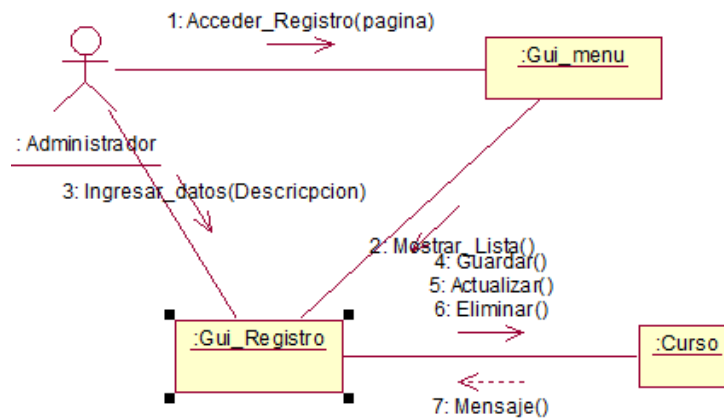 1: Acceder_Registro(pagina)
:Gui_menu
: Administrador
3: Ingresar_datos(Descricpcion)
2: Mostrar_Lista()
4: Guardar()
5: Actualizar()
6: Eliminar()
:Gui_Registro
:Curso
7: Mensaje()